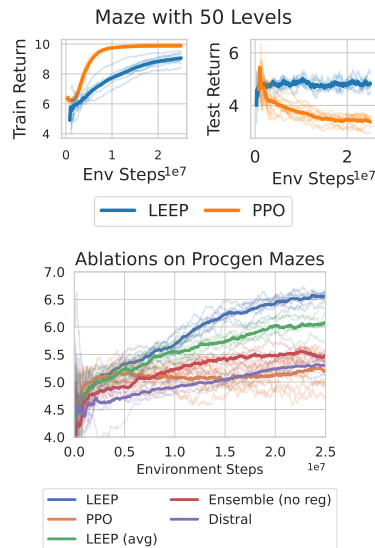 Maze with 50 Levels
Train Return
10
8
6
4
0
1
2
Env Steps
1e7
Test Return
6
4
0
2
Env Steps
1e7
LEEP
PPO
Ablations on Procgen Mazes
7.0
6.5
6.0
5.5
5.0
4.5
4.0
0.0
0.5
1.0
1.5
2.0
2.5
Environment Steps
1e7
LEEP
PPO
LEEP (avg)
Ensemble (no reg)
Distral